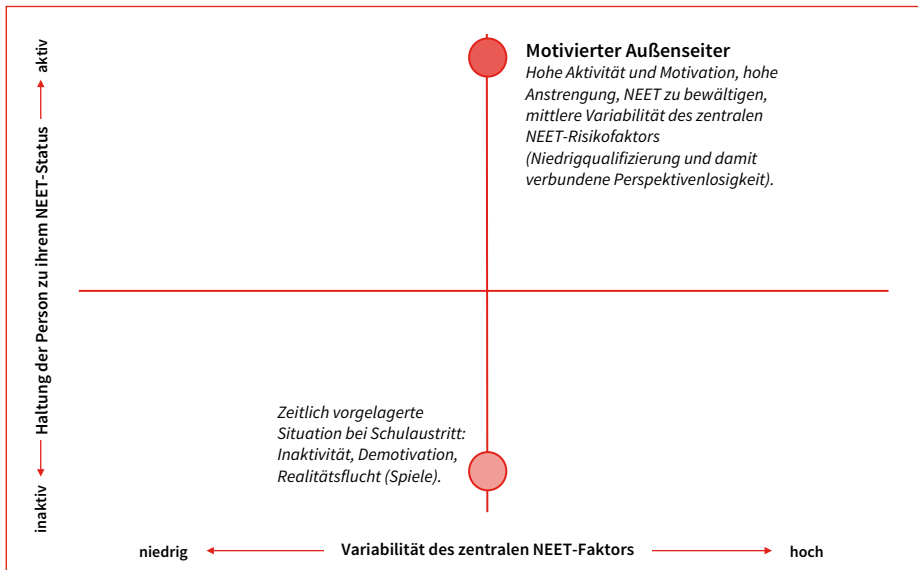 Motivierter Außenseiter
Hohe Aktivität und Motivation, hohe
Anstrengung, NEET zu bewältigen,
mittlere Variabilität des zentralen
NEET-Risikofaktors
(Niedrigqualifizierung und damit
verbundene Perspektivenlosigkeit).
aktiv
Haltung der Person zu ihrem NEET-Status
inaktiv
Zeitlich vorgelagerte
Situation bei Schulaustritt:
Inaktivität, Demotivation,
Realitätsflucht (Spiele).
niedrig
Variabilität des zentralen NEET-Faktors
hoch